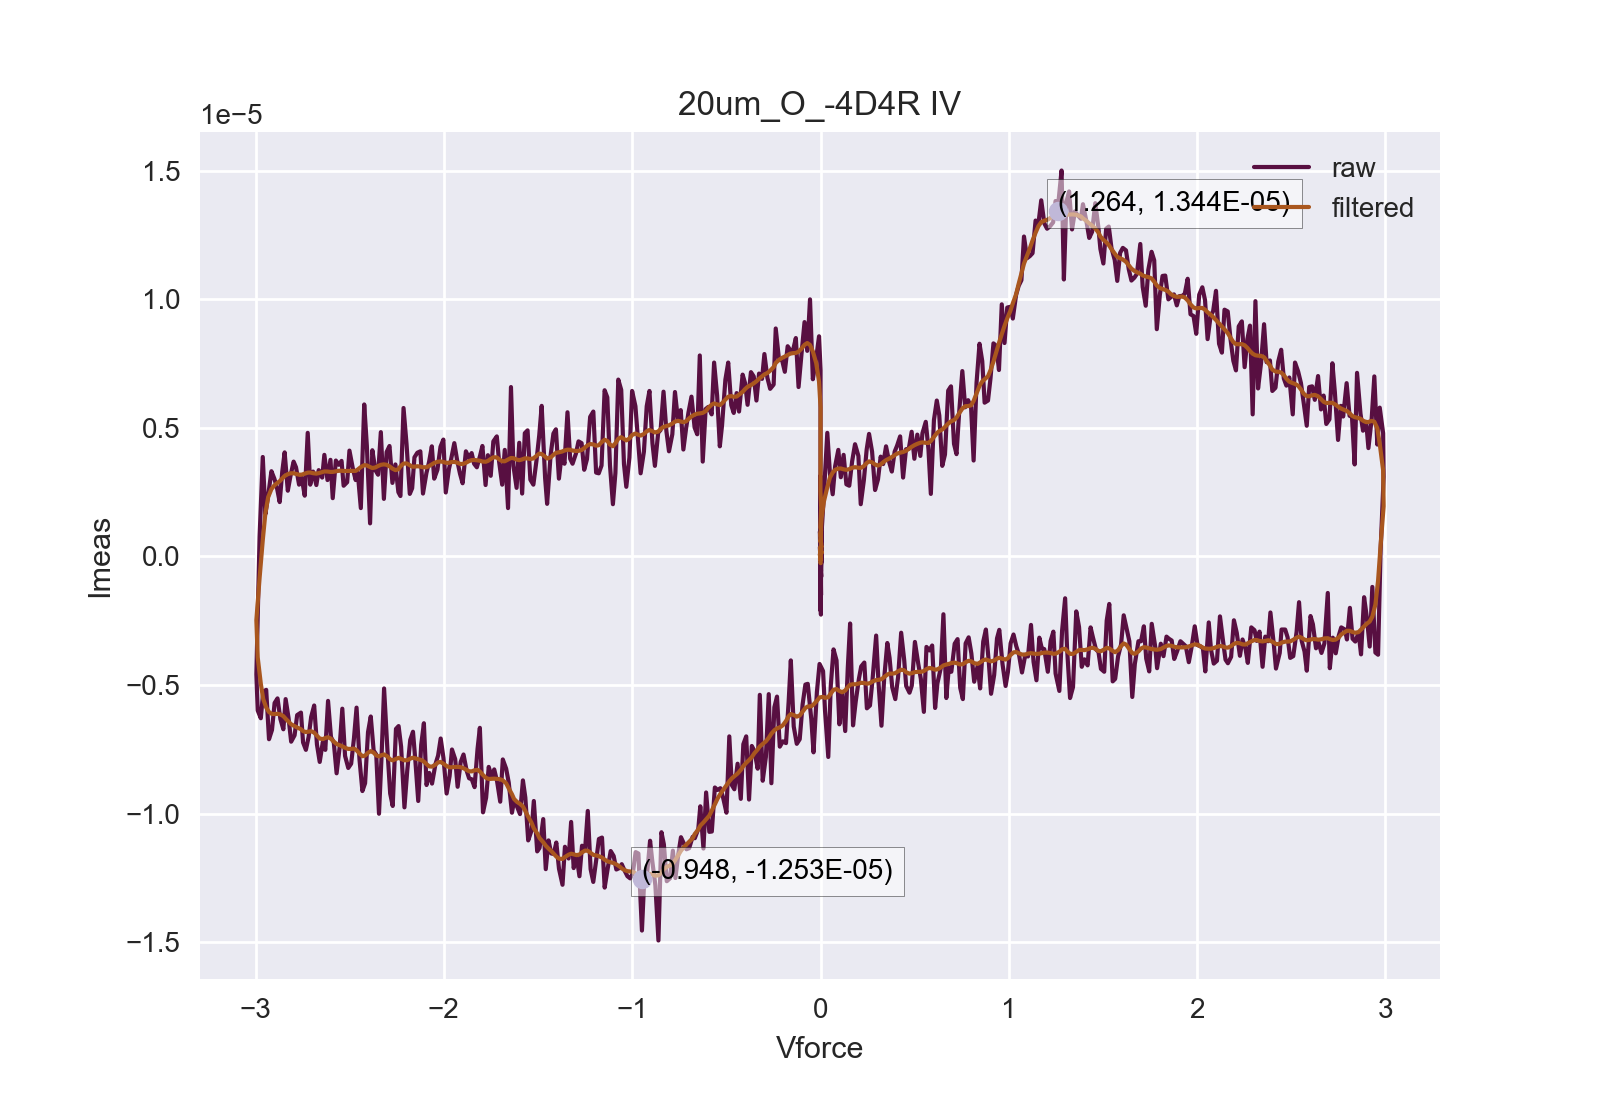 20um_O_-4D4R IV
1e−5
1.5
1.0
0.5
0.0
−0.5
−1.0
−1.5
−3
−2
−1
0
1
2
3
Vforce
Imeas
raw
filtered
(1.264, 1.344E-05)
(-0.948, -1.253E-05)